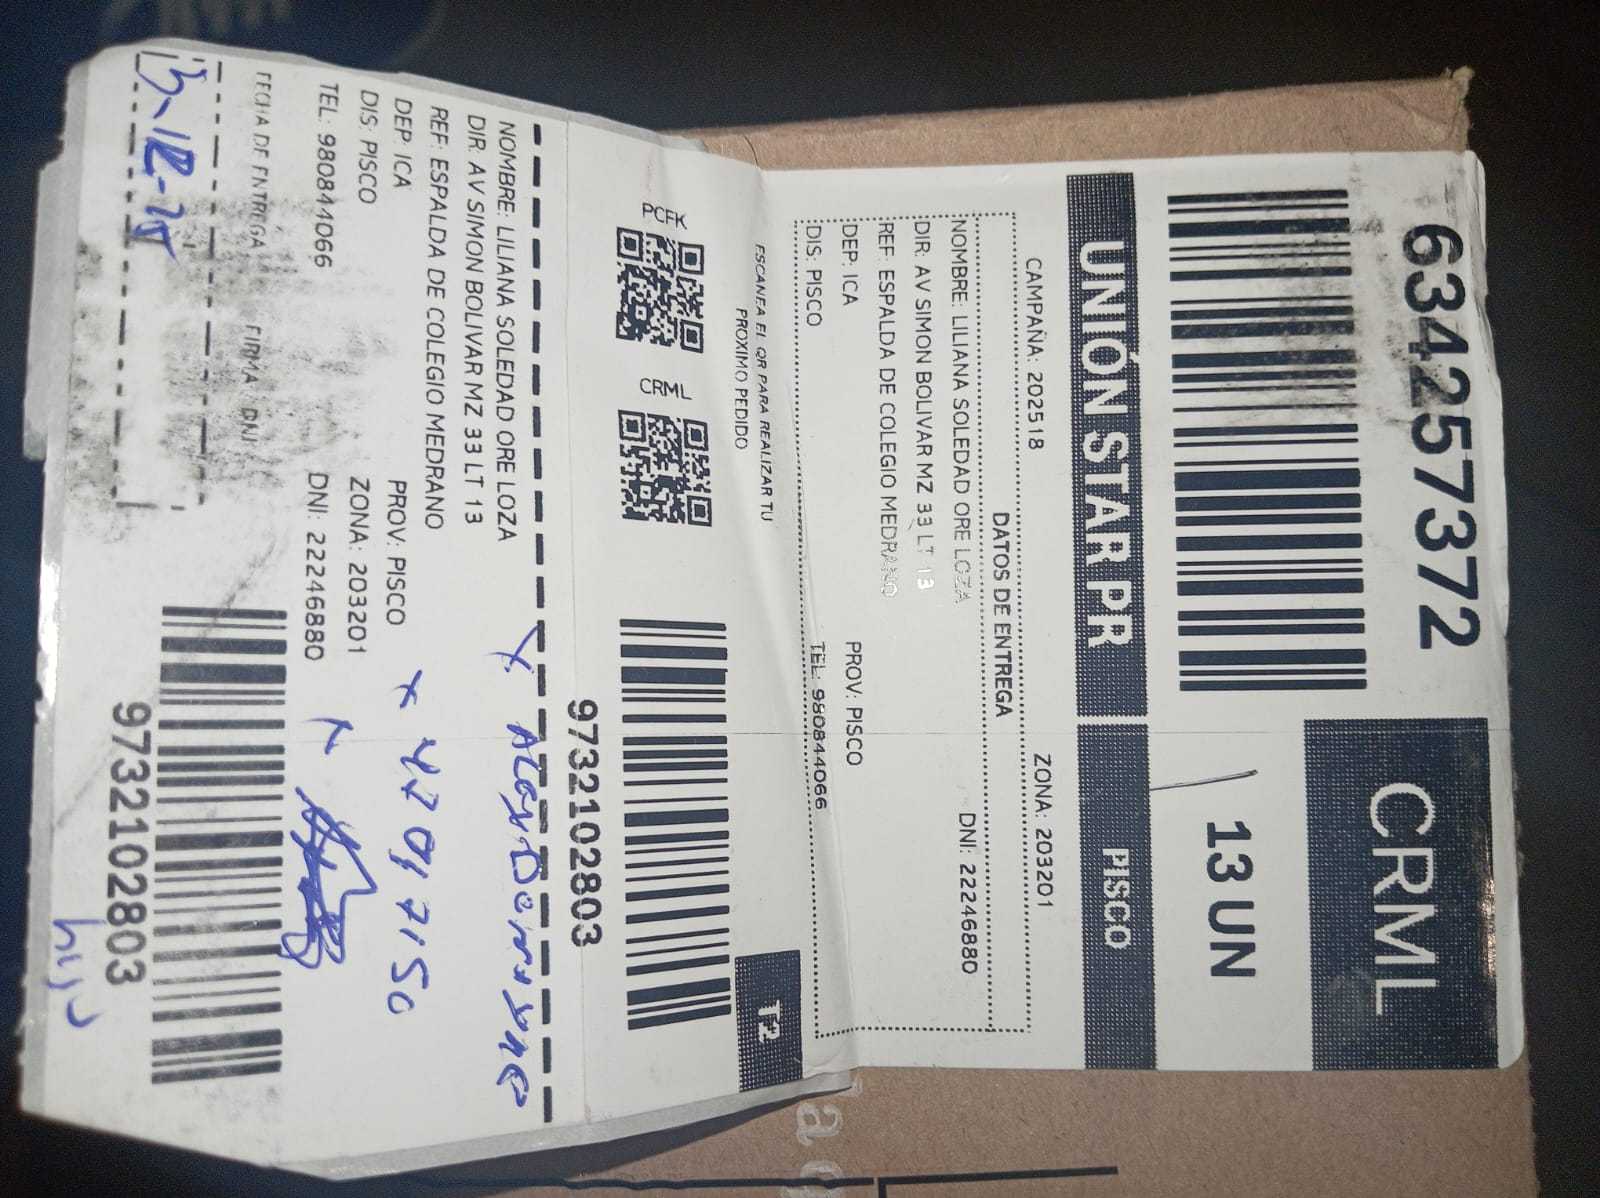 634257372
CRML
13 UN
UNIÓN STAR PR
PISCO
CAMPAÑA: 202518
ZONA: 203201
DATOS DE ENTREGA
NOMBRE: LILIANA SOLEDAD ORE LOZA
DNI: 22246880
DIR: AV SIMON BOLIVAR MZ 33 LT 13
REF: ESPALDA DE COLEGIO MEDRANO
DEP: ICA
PROV: PISCO
DIS: PISCO
TEL: 980844066
ESCANEA EL QR PARA REALIZAR TU
PROXIMO PEDIDO
T2
PCFK
CRML
9732102803
NOMBRE: LILIANA SOLEDAD ORE LOZA
DIR: AV SIMON BOLIVAR MZ 33 LT 13
REF: ESPALDA DE COLEGIO MEDRANO
DEP: ICA
PROV: PISCO
DIS: PISCO
ZONA: 203201
TEL: 980844066
DNI: 22246880
FECHA DE ENTREGA
FIRMA
DNI
9732102803
hijo